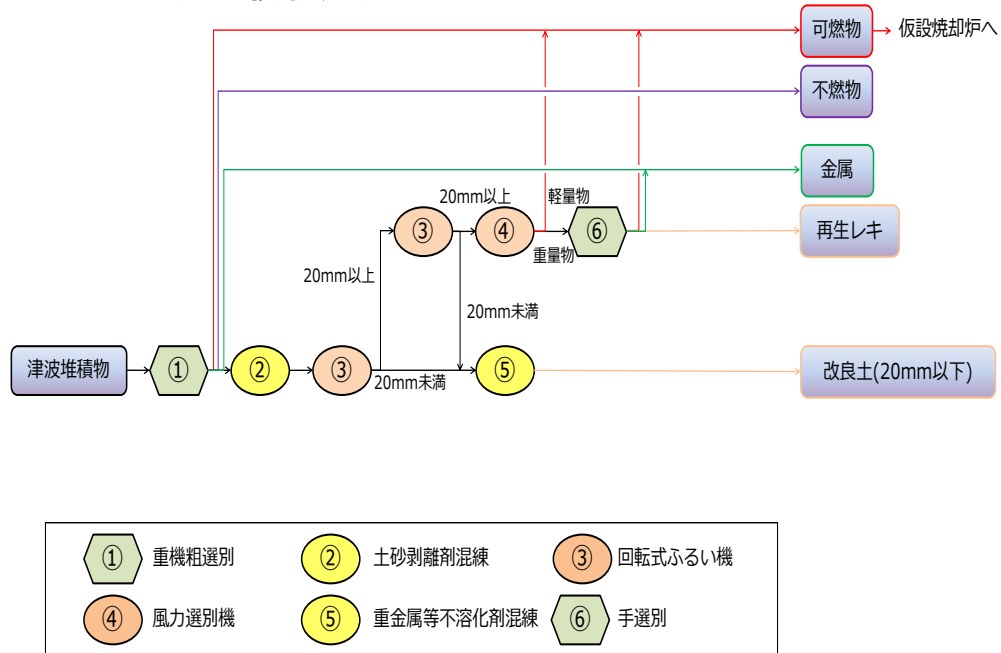 可燃物
仮設焼却炉へ
不燃物
金属
20mm以上
軽量物
③
④
⑥
再生レキ
重量物
20mm以上
20mm未満
津波堆積物
①
②
③
20mm未満
⑤
改良土(20mm以下)
① 重機粗選別
② 土砂剥離剤混練
③ 回転式ふるい機
④ 風力選別機
⑤ 重金属等不溶化剤混練
⑥ 手選別